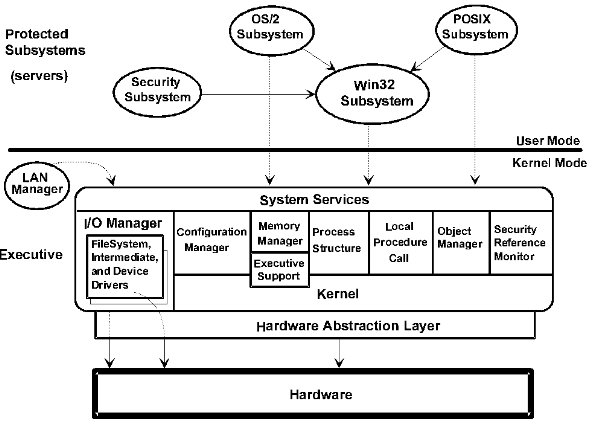 Protected
Subsystems
(servers)
OS/2
Subsystem
POSIX
Subsystem
Security
Subsystem
Win32
Subsystem
User Mode
Kernel Mode
LAN
Manager
System Services
Executive
I/O Manager
FileSystem,
Intermediate,
and Device
Drivers
Configuration
Manager
Memory
Manager
Executive
Support
Process
Structure
Local
Procedure
Call
Object
Manager
Security
Reference
Monitor
Kernel
Hardware Abstraction Layer
Hardware